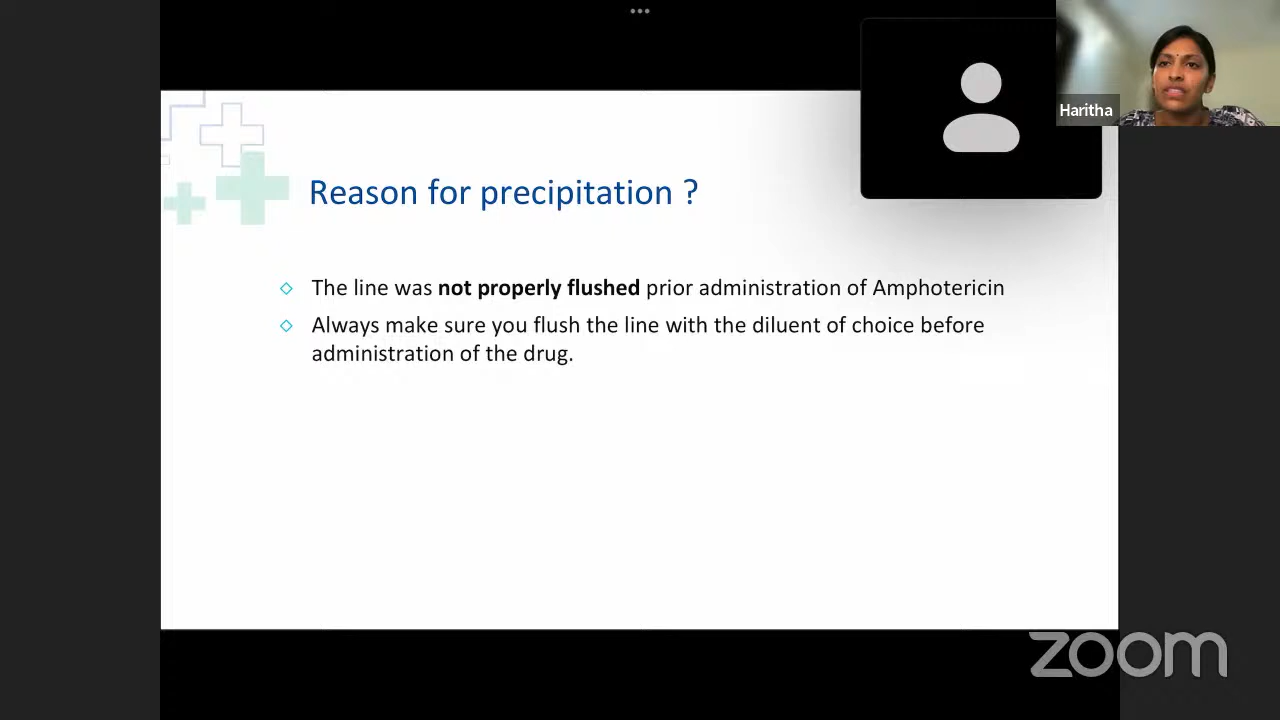 Haritha
Reason for precipitation ?
The line was not properly flushed prior administration of Amphotericin
Always make sure you flush the line with the diluent of choice before
administration of the drug.
zoom